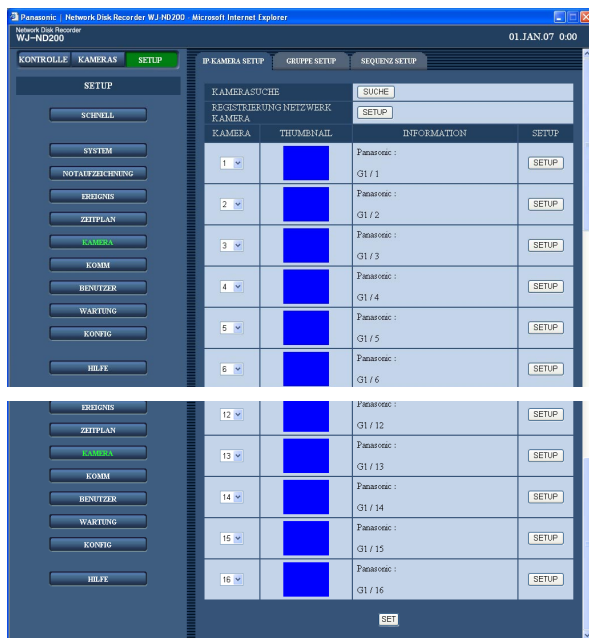 Panasonic | Network Disk Recorder WJ-ND200 - Microsoft Internet Explorer
Network Disk Recorder
WJ-ND200
01.JAN.07 0:00
KONTROLLE KAMERAS SETUP
IP-KAMERA SETUP GRUPPE SETUP SEQUENZ SETUP
SETUP
SCHNELL
SYSTEM
NOTAUFZEICHNUNG
EREIGNIS
ZEITPLAN
KAMERA
KOMM
BENUTZER
WARTUNG
KONFIG
HILFE
KAMERASUCHE SUCHE
REGISTRIERUNG NETZWERK
KAMERA SETUP
KAMERA THUMBNAIL INFORMATION SETUP
1 Panasonic : SETUP
G1 / 1
2 Panasonic : SETUP
G1 / 2
3 Panasonic : SETUP
G1 / 3
4 Panasonic : SETUP
G1 / 4
5 Panasonic : SETUP
G1 / 5
6 Panasonic : SETUP
G1 / 6
EREIGNIS
ZEITPLAN
KAMERA
KOMM
BENUTZER
WARTUNG
KONFIG
HILFE
12 Panasonic : SETUP
G1 / 12
13 Panasonic : SETUP
G1 / 13
14 Panasonic : SETUP
G1 / 14
15 Panasonic : SETUP
G1 / 15
16 Panasonic : SETUP
G1 / 16
SET